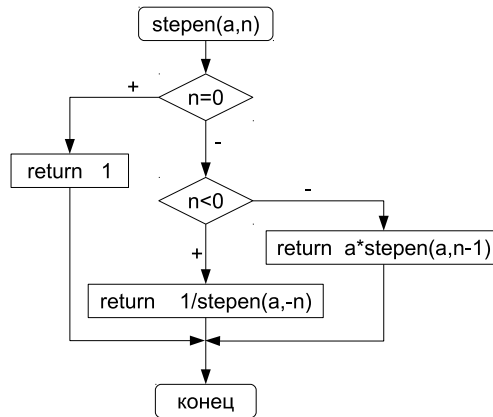 stepen(a,n)
n=0
+
-
return 1
n<0
-
+
return a*stepen(a,n-1)
return 1/stepen(a,-n)
конец